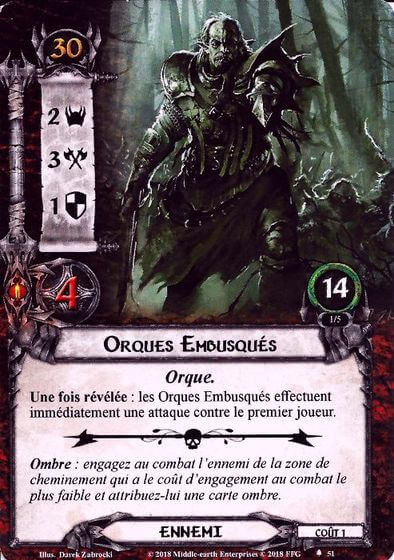 30
2
3
1
4
14
1/5
Orques Embusqués
Orque.
Une fois révélée : les Orques Embusqués effectuent
immédiatement une attaque contre le premier joueur.
Ombre : engagez au combat l'ennemi de la zone de
cheminement qui a le coût d'engagement au combat le
plus faible et attribuez-lui une carte ombre.
ENNEMI
COÛT 1
Illus. Darek Zabrocki © 2018 Middle-earth Enterprises © 2018 FFG 51